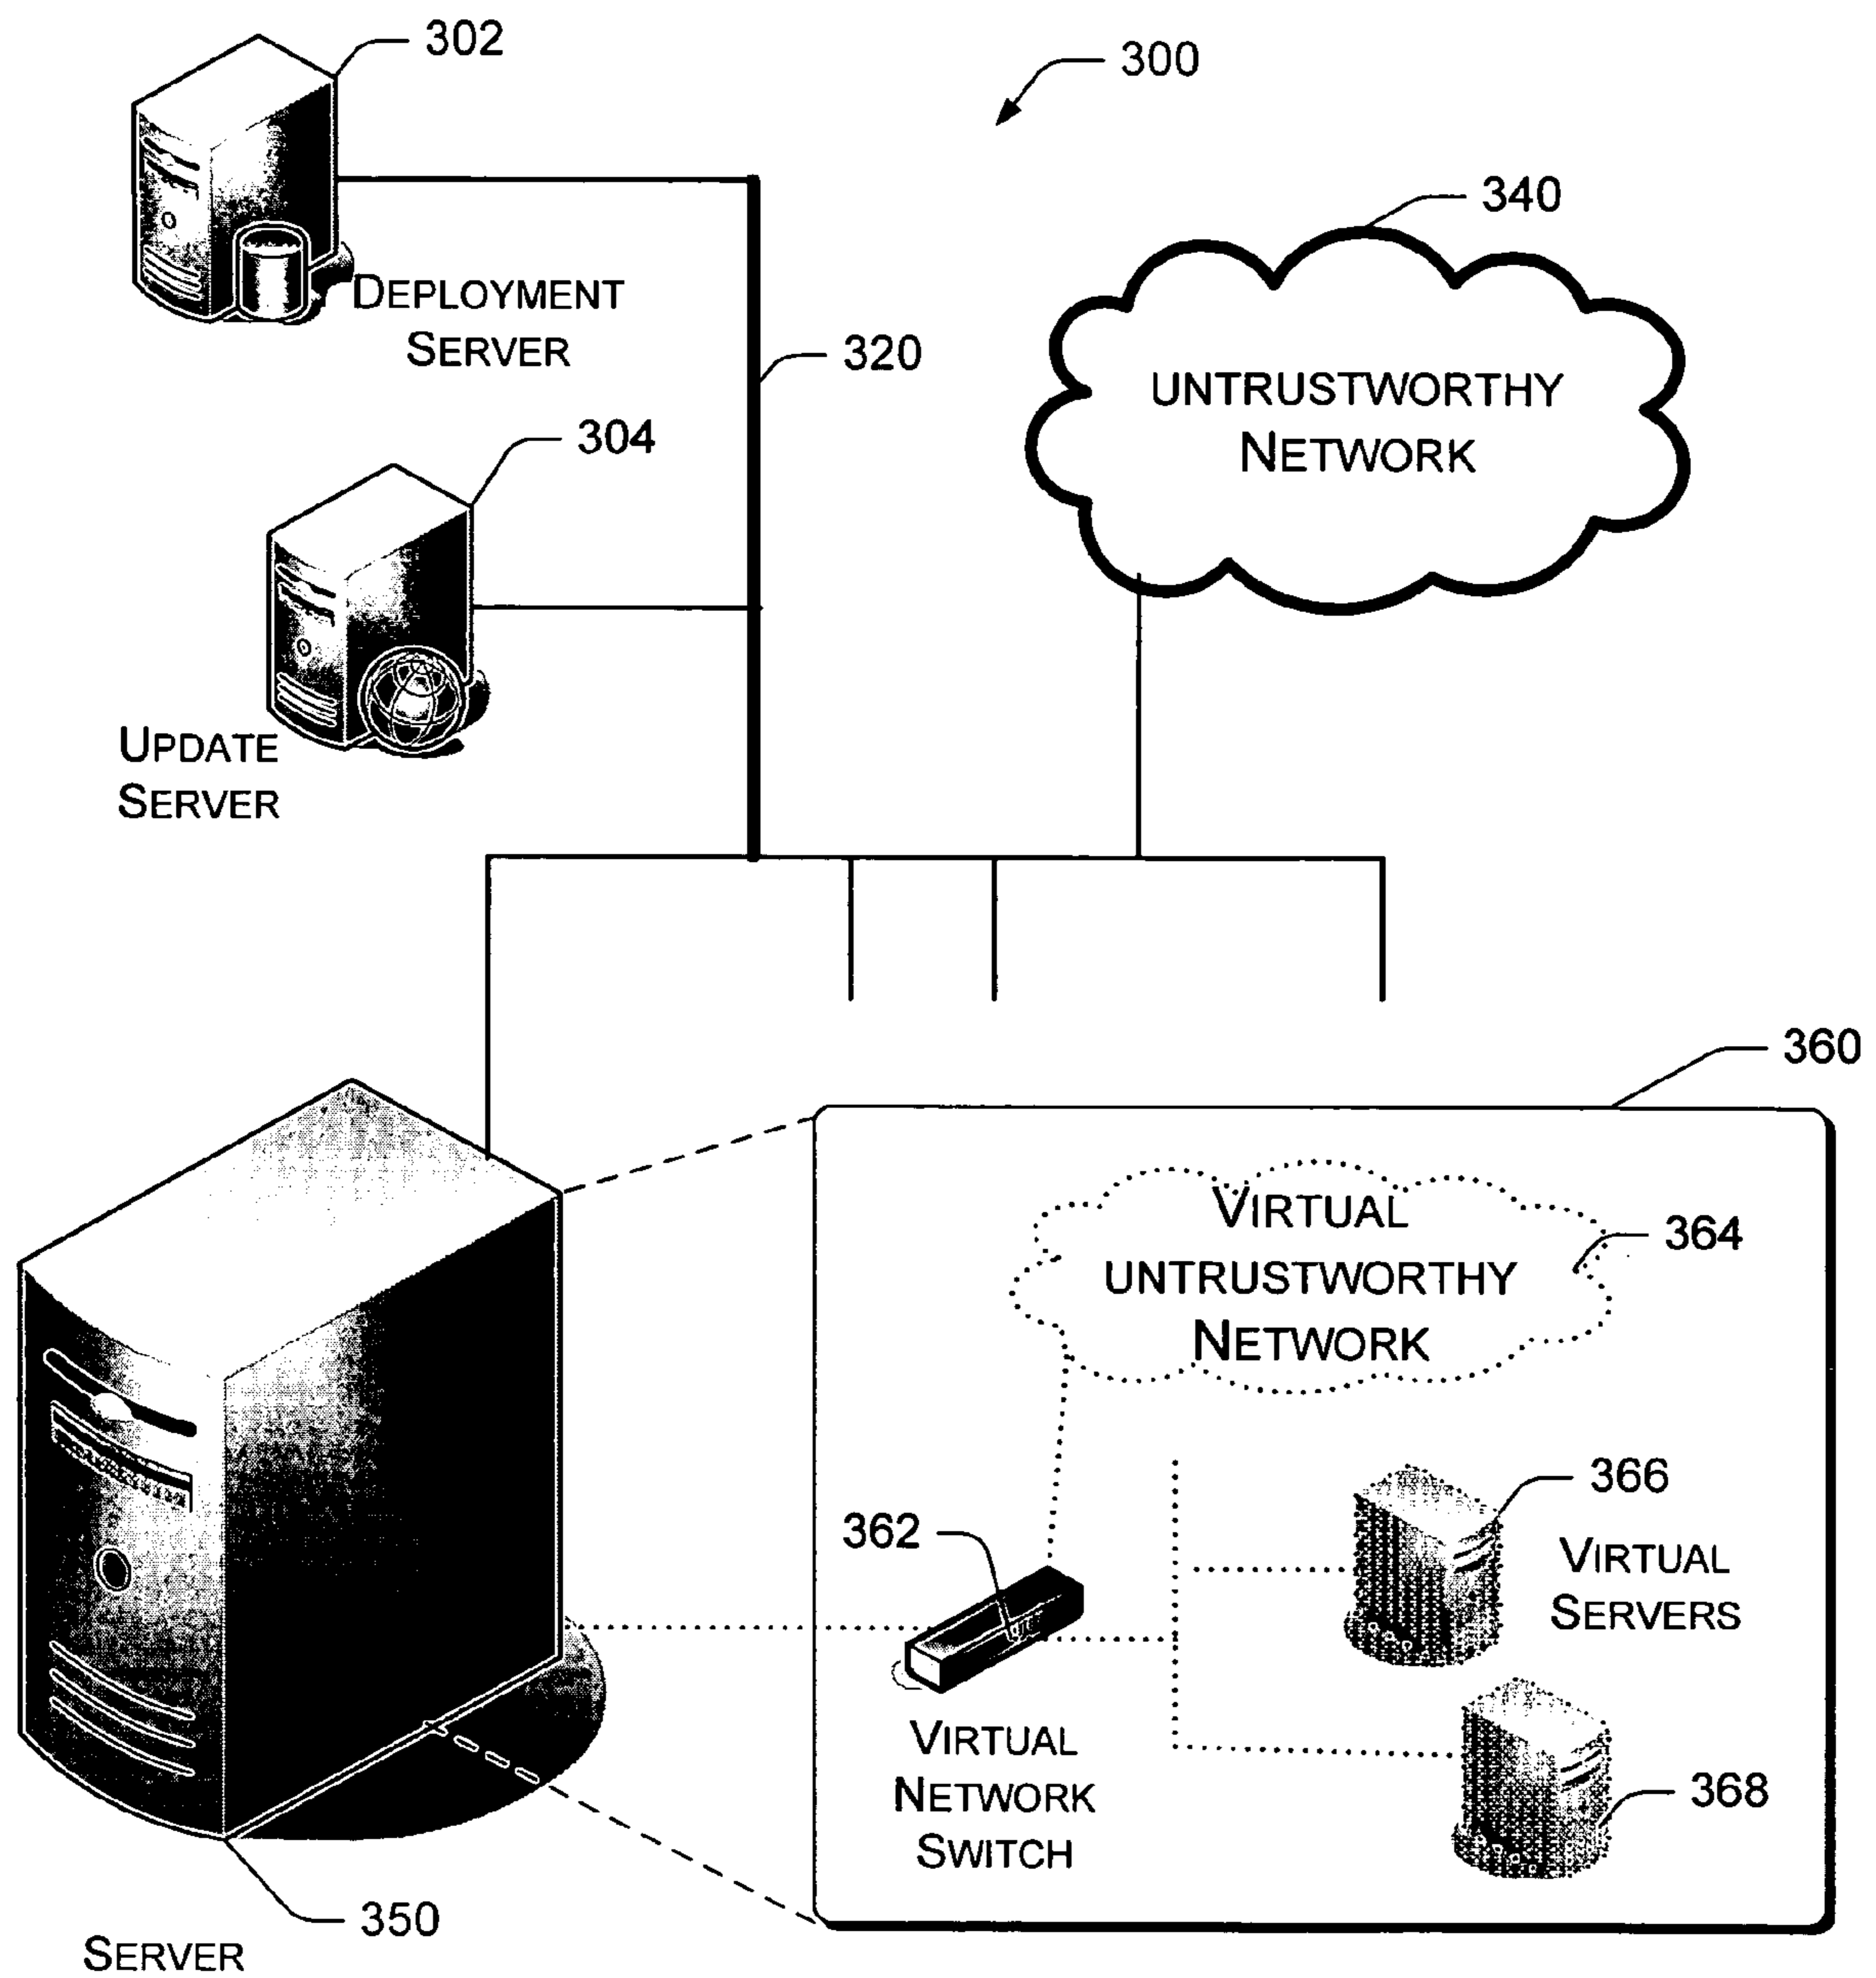 302
300
340
DEPLOYMENT
SERVER
320
UNTRUSTWORTHY
NETWORK
304
UPDATE
SERVER
360
VIRTUAL
UNTRUSTWORTHY
NETWORK
364
366
362
VIRTUAL
SERVERS
VIRTUAL
NETWORK
SWITCH
368
350
SERVER